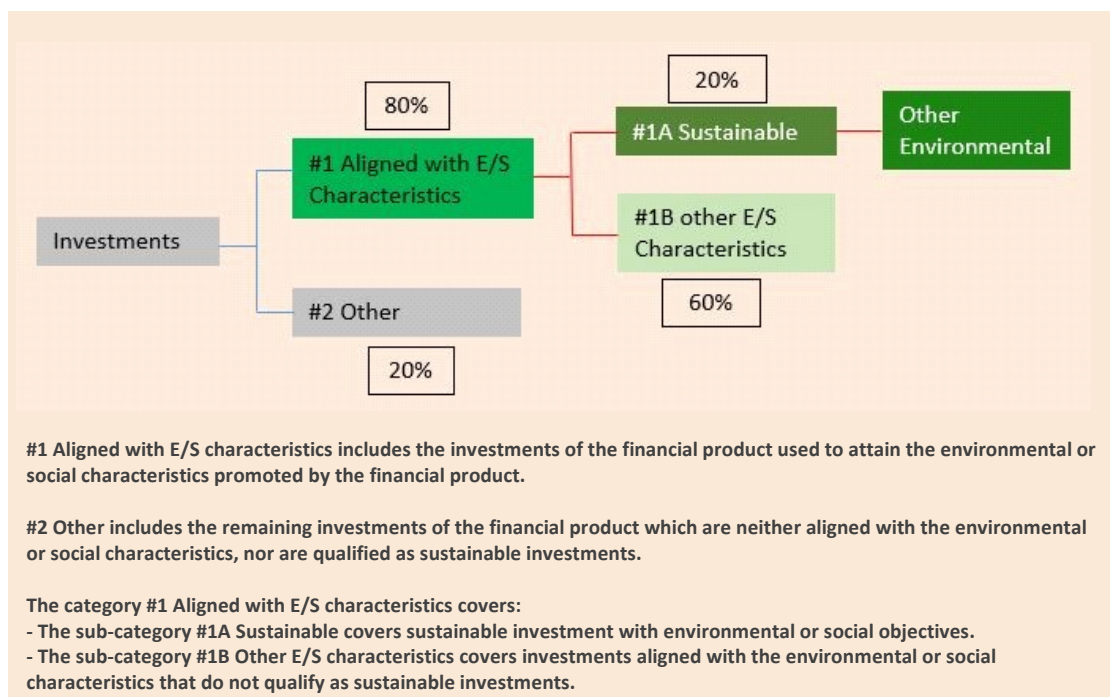 80%
20%
#1 Aligned with E/S
Characteristics
#1A Sustainable
Other
Environmental
Investments
#1B other E/S
Characteristics
60%
#2 Other
20%
#1 Aligned with E/S characteristics includes the investments of the financial product used to attain the environmental or
social characteristics promoted by the financial product.
#2 Other includes the remaining investments of the financial product which are neither aligned with the environmental
or social characteristics, nor are qualified as sustainable investments.
The category #1 Aligned with E/S characteristics covers:
- The sub-category #1A Sustainable covers sustainable investment with environmental or social objectives.
- The sub-category #1B Other E/S characteristics covers investments aligned with the environmental or social
characteristics that do not qualify as sustainable investments.